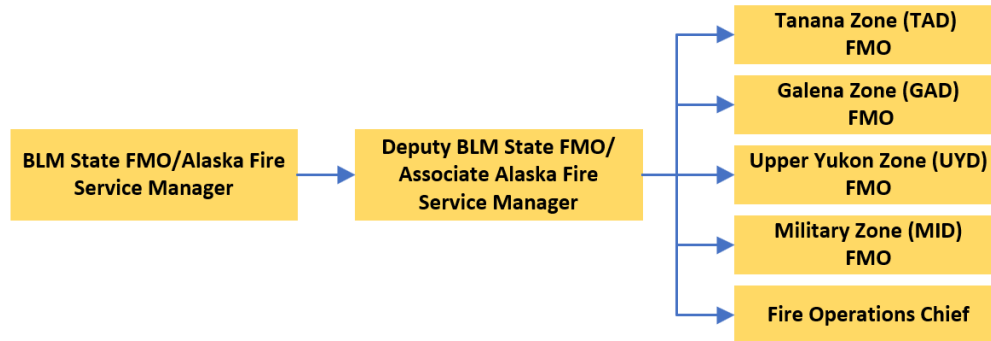 BLM State FMO/Alaska Fire
Service Manager
Deputy BLM State FMO/
Associate Alaska Fire
Service Manager
Tanana Zone (TAD)
FMO
Galena Zone (GAD)
FMO
Upper Yukon Zone (UYD)
FMO
Military Zone (MID)
FMO
Fire Operations Chief